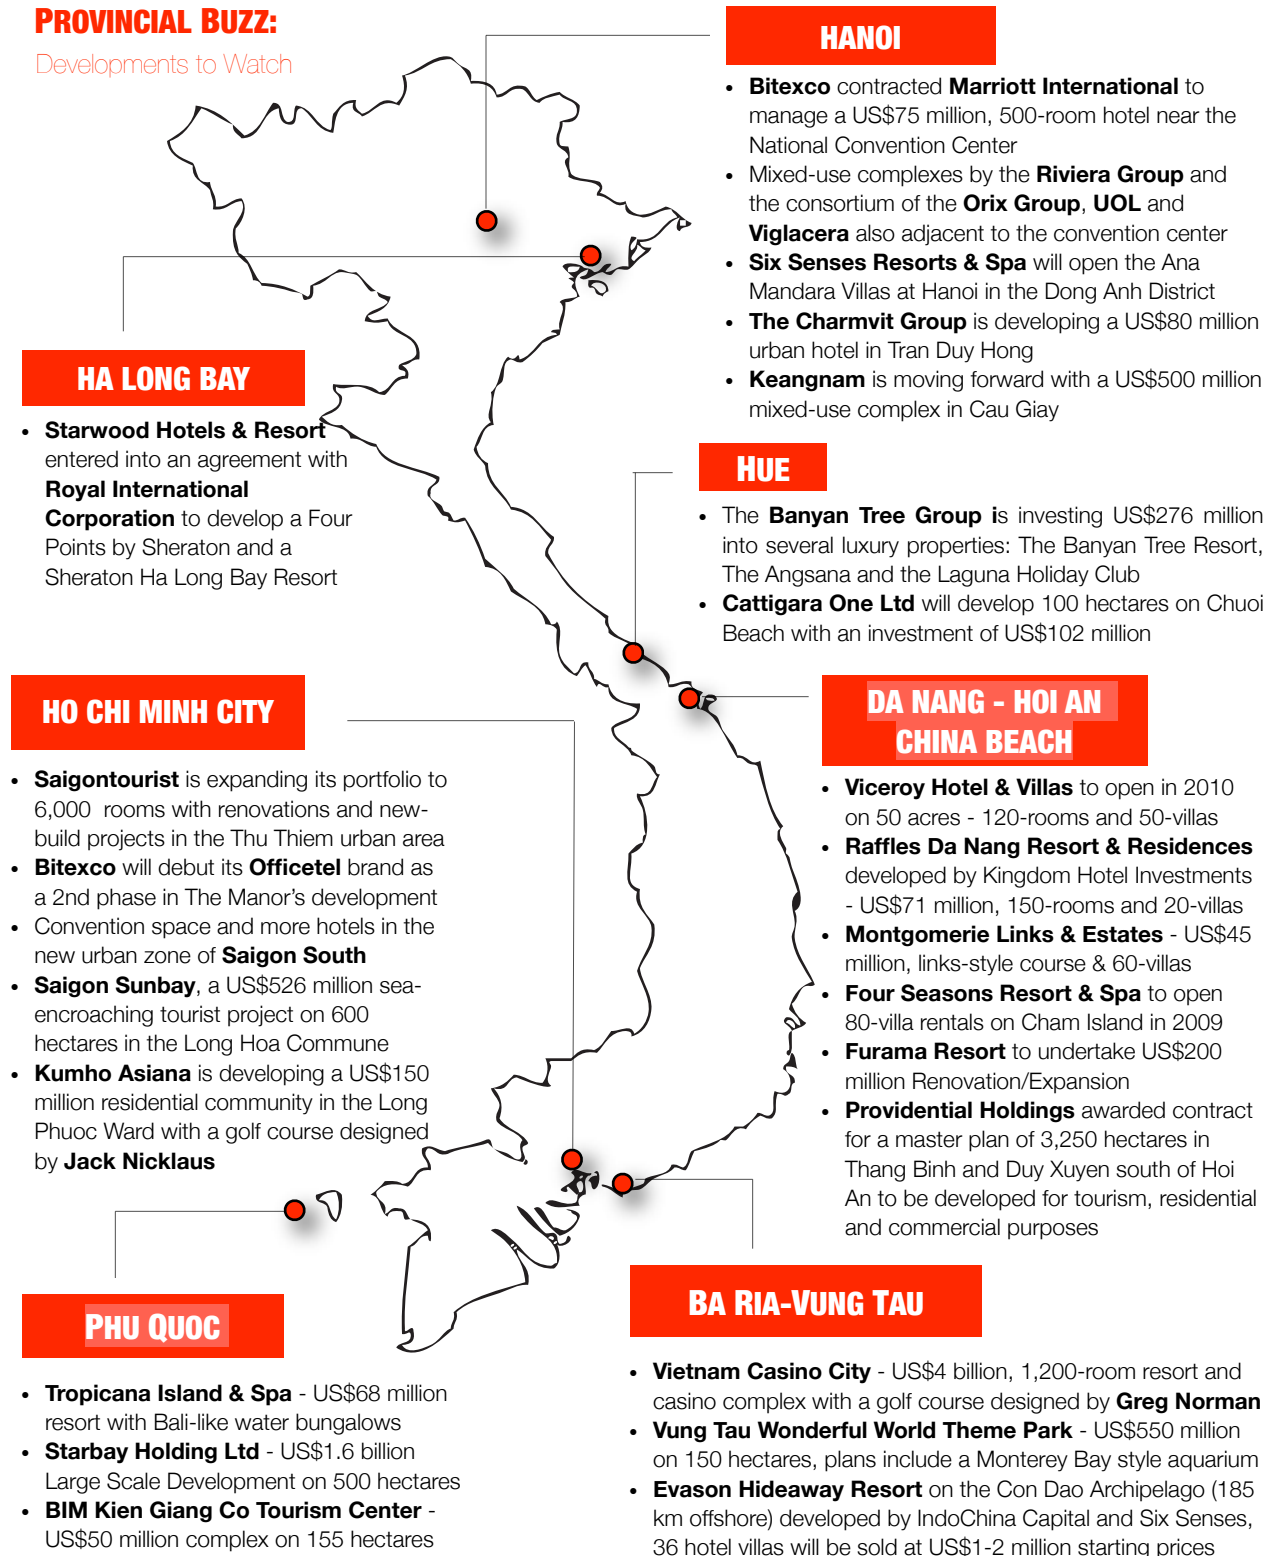 PROVINCIAL BUZZ:
Developments to Watch
HANOI
• Bitexco contracted Marriott International to
manage a US$75 million, 500-room hotel near the
National Convention Center
• Mixed-use complexes by the Riviera Group and
the consortium of the Orix Group, UOL and
Viglacera also adjacent to the convention center
• Six Senses Resorts & Spa will open the Ana
Mandara Villas at Hanoi in the Dong Anh District
• The Charmvit Group is developing a US$80 million
urban hotel in Tran Duy Hong
• Keangnam is moving forward with a US$500 million
mixed-use complex in Cau Giay
HA LONG BAY
• Starwood Hotels & Resort
entered into an agreement with
Royal International
Corporation to develop a Four
Points by Sheraton and a
Sheraton Ha Long Bay Resort
HUE
• The Banyan Tree Group is investing US$276 million
into several luxury properties: The Banyan Tree Resort,
The Angsana and the Laguna Holiday Club
• Cattigara One Ltd will develop 100 hectares on Chuoi
Beach with an investment of US$102 million
HO CHI MINH CITY
• Saigontourist is expanding its portfolio to
6,000 rooms with renovations and new-
build projects in the Thu Thiem urban area
• Bitexco will debut its Officetel brand as
a 2nd phase in The Manor's development
• Convention space and more hotels in the
new urban zone of Saigon South
• Saigon Sunbay, a US$526 million sea-
encroaching tourist project on 600
hectares in the Long Hoa Commune
• Kumho Asiana is developing a US$150
million residential community in the Long
Phuoc Ward with a golf course designed
by Jack Nicklaus
DA NANG - HOI AN
CHINA BEACH
• Viceroy Hotel & Villas to open in 2010
on 50 acres - 120-rooms and 50-villas
• Raffles Da Nang Resort & Residences
developed by Kingdom Hotel Investments
- US$71 million, 150-rooms and 20-villas
• Montgomerie Links & Estates - US$45
million, links-style course & 60-villas
• Four Seasons Resort & Spa to open
80-villa rentals on Cham Island in 2009
• Furama Resort to undertake US$200
million Renovation/Expansion
• Providential Holdings awarded contract
for a master plan of 3,250 hectares in
Thang Binh and Duy Xuyen south of Hoi
An to be developed for tourism, residential
and commercial purposes
PHU QUOC
• Tropicana Island & Spa - US$68 million
resort with Bali-like water bungalows
• Starbay Holding Ltd - US$1.6 billion
Large Scale Development on 500 hectares
• BIM Kien Giang Co Tourism Center -
US$50 million complex on 155 hectares
BA RIA-VUNG TAU
• Vietnam Casino City - US$4 billion, 1,200-room resort and
casino complex with a golf course designed by Greg Norman
• Vung Tau Wonderful World Theme Park - US$550 million
on 150 hectares, plans include a Monterey Bay style aquarium
• Evason Hideaway Resort on the Con Dao Archipelago (185
km offshore) developed by IndoChina Capital and Six Senses,
36 hotel villas will be sold at US$1-2 million starting prices